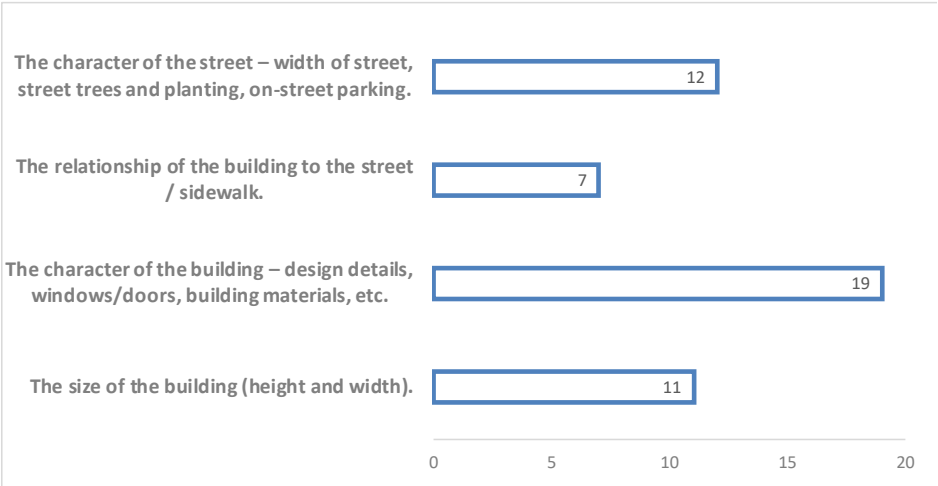 The character of the street – width of street,
street trees and planting, on-street parking.
12
The relationship of the building to the street
/ sidewalk.
7
The character of the building – design details,
windows/doors, building materials, etc.
19
The size of the building (height and width).
11
0 5 10 15 20